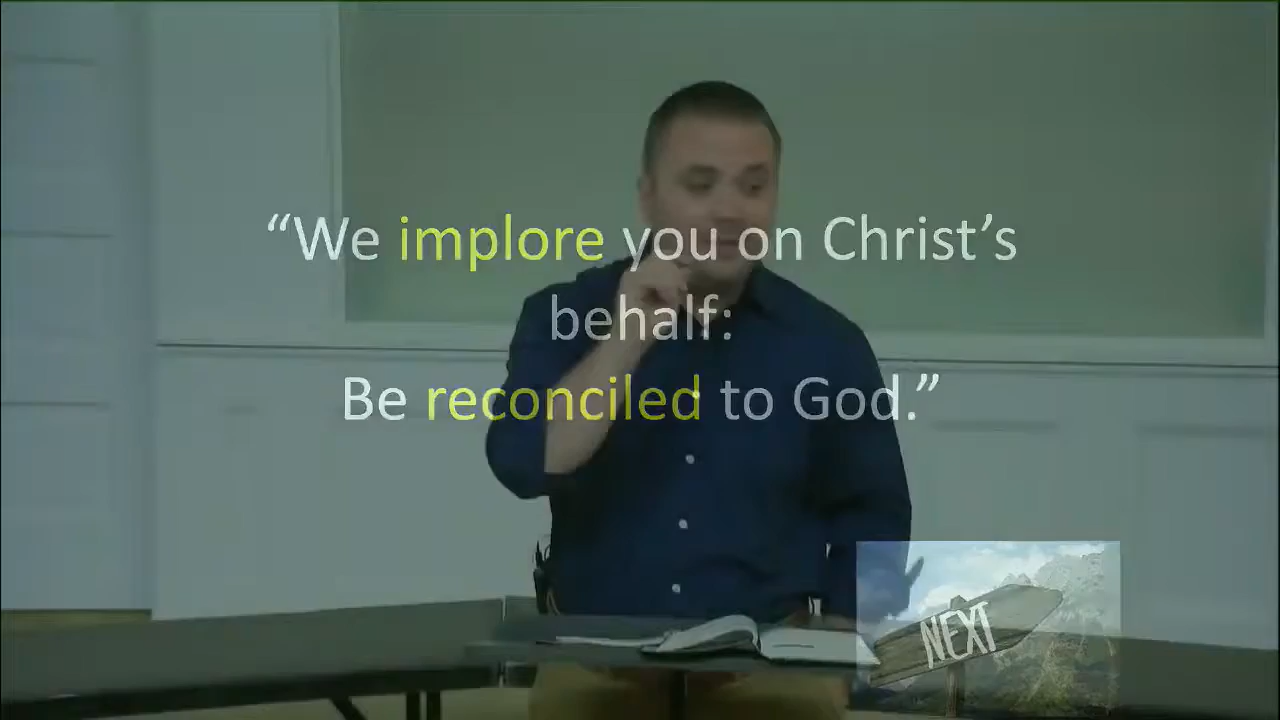 “We implore you on Christ’s
behalf:
Be reconciled to God.”
NEXT